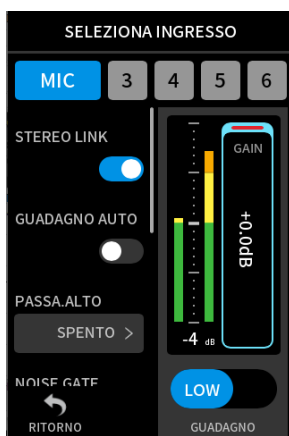 SELEZIONA INGRESSO
MIC 3 4 5 6
STEREO LINK
GUADAGNO AUTO
PASSA.ALTO
SPENTO >
NOISE GATE
RITORNO
GAIN
+0.0dB
-4 dB
LOW
GUADAGNO